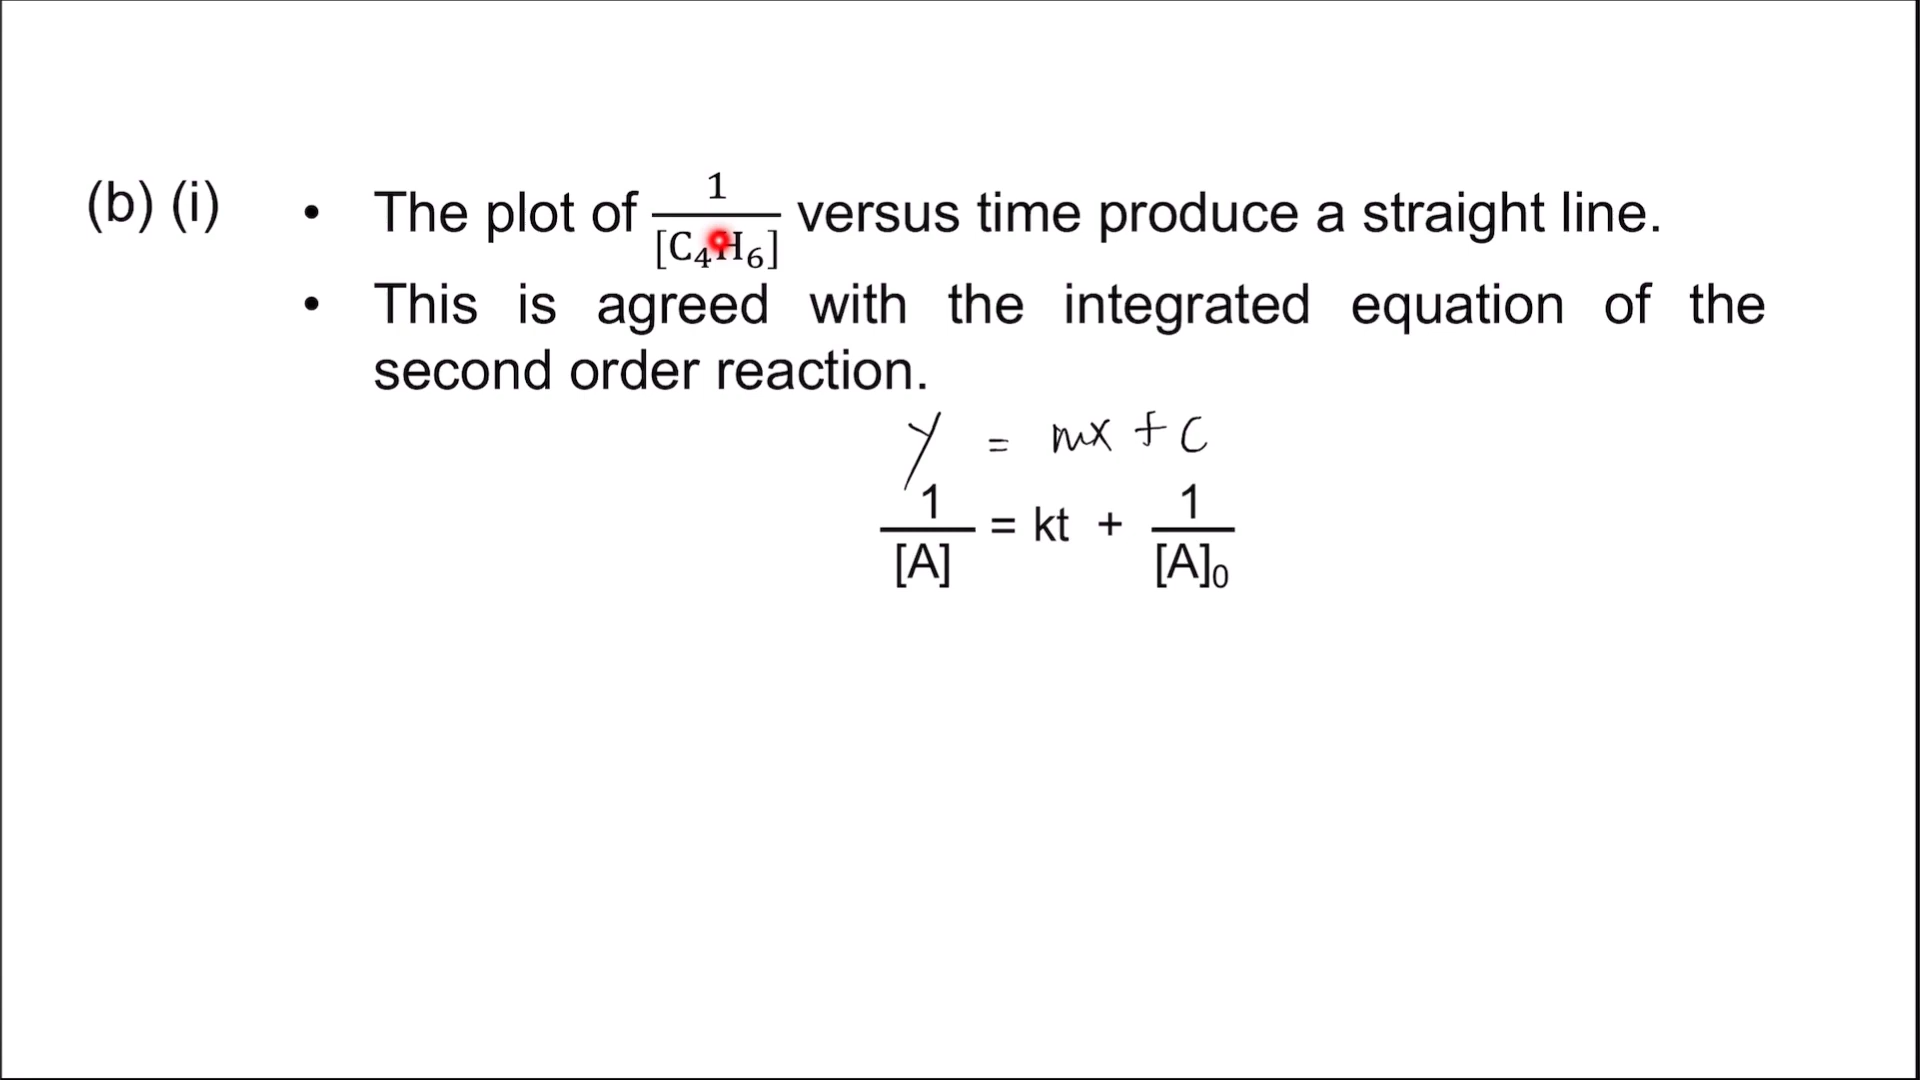 (b) (i) • The plot of 1/[C₄H₆] versus time produce a straight line.
• This is agreed with the integrated equation of the
second order reaction.
y = mx + c
1/[A] = kt + 1/[A]₀